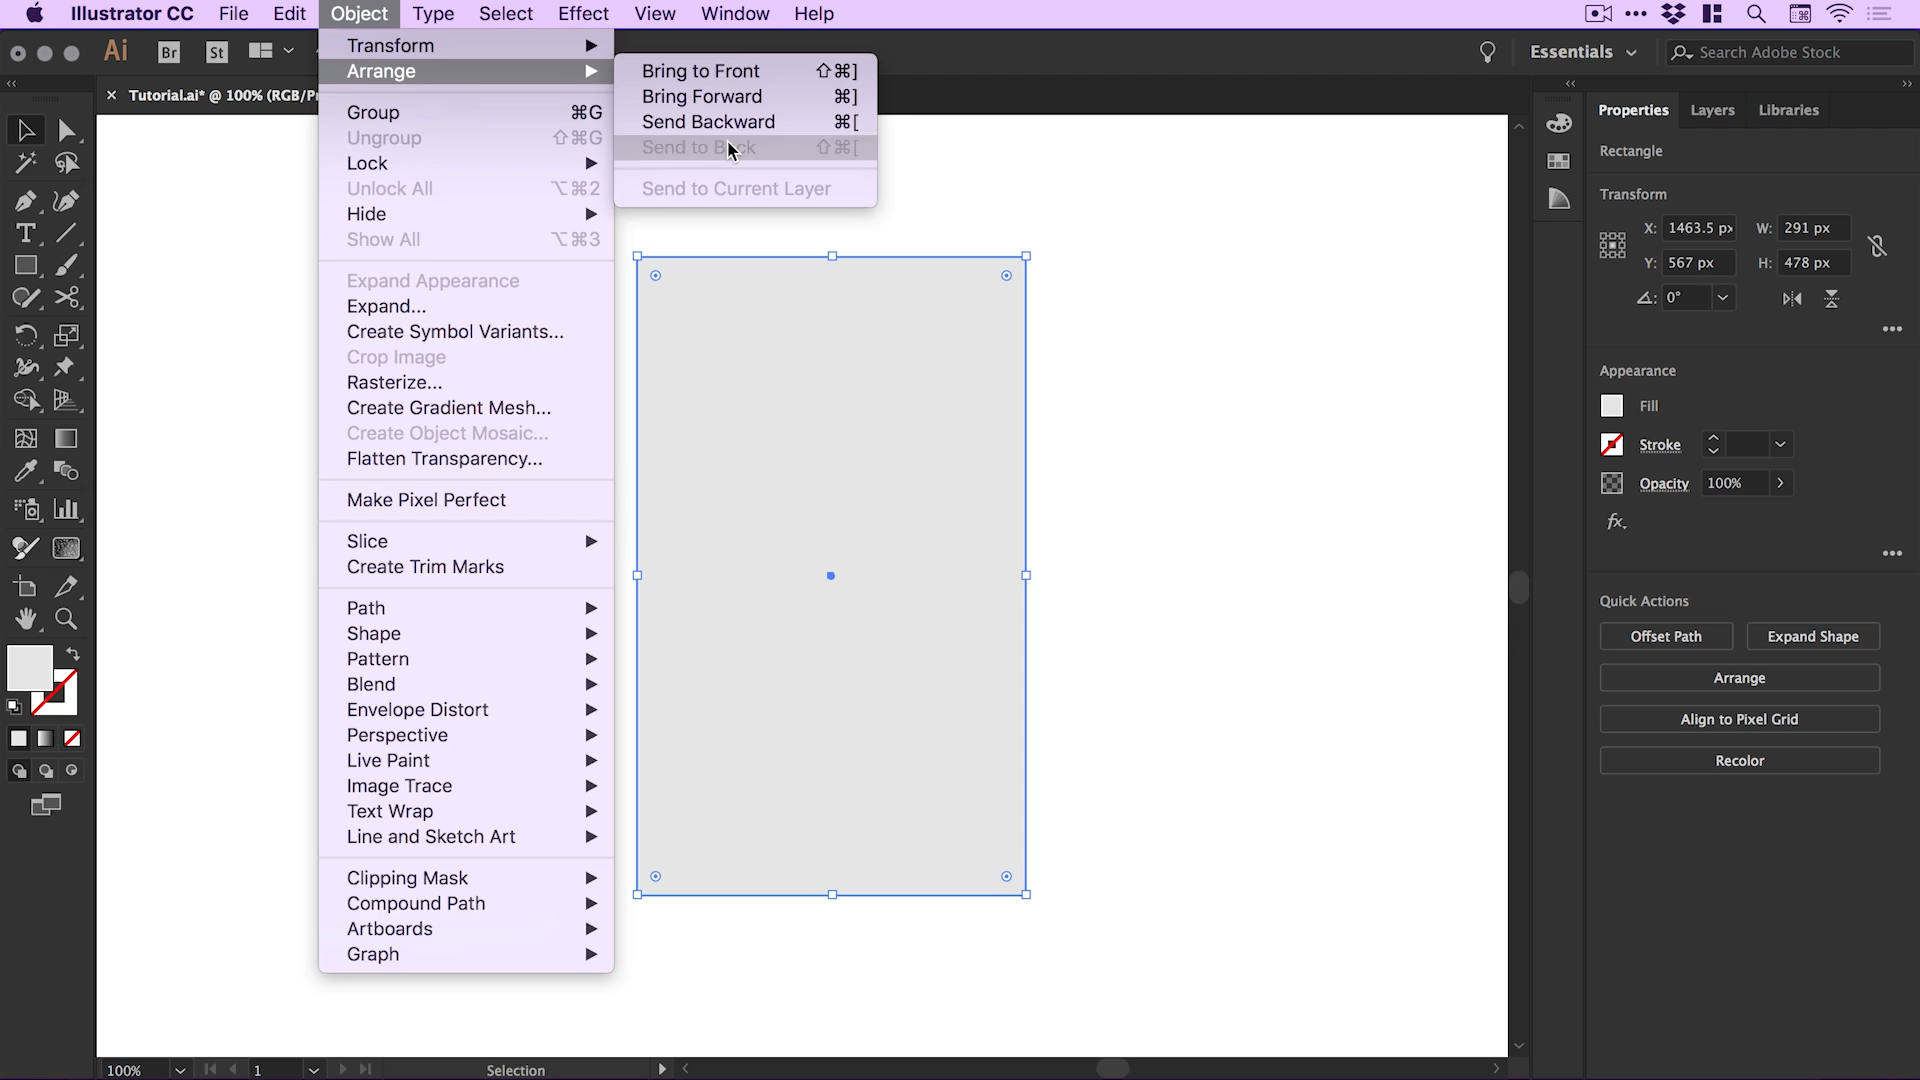 Illustrator CC File Edit Object Type Select Effect View Window Help
Ai Br St
Essentials
Search Adobe Stock
× Tutorial.ai* @ 100% (RGB/Pr
Transform
Arrange
Group ⌘G
Ungroup ⇧⌘G
Lock
Unlock All ⌥⌘2
Hide
Show All ⌥⌘3
Expand Appearance
Expand...
Create Symbol Variants...
Crop Image
Rasterize...
Create Gradient Mesh...
Create Object Mosaic...
Flatten Transparency...
Make Pixel Perfect
Slice
Create Trim Marks
Path
Shape
Pattern
Blend
Envelope Distort
Perspective
Live Paint
Image Trace
Text Wrap
Line and Sketch Art
Clipping Mask
Compound Path
Artboards
Graph
Bring to Front ⇧⌘]
Bring Forward ⌘]
Send Backward ⌘[
Send to Back ⇧⌘[
Send to Current Layer
Properties Layers Libraries
Rectangle
Transform
X: 1463.5 px W: 291 px
Y: 567 px H: 478 px
0°
Appearance
Fill
Stroke
Opacity 100%
fx.
Quick Actions
Offset Path Expand Shape
Arrange
Align to Pixel Grid
Recolor
100% 1 Selection